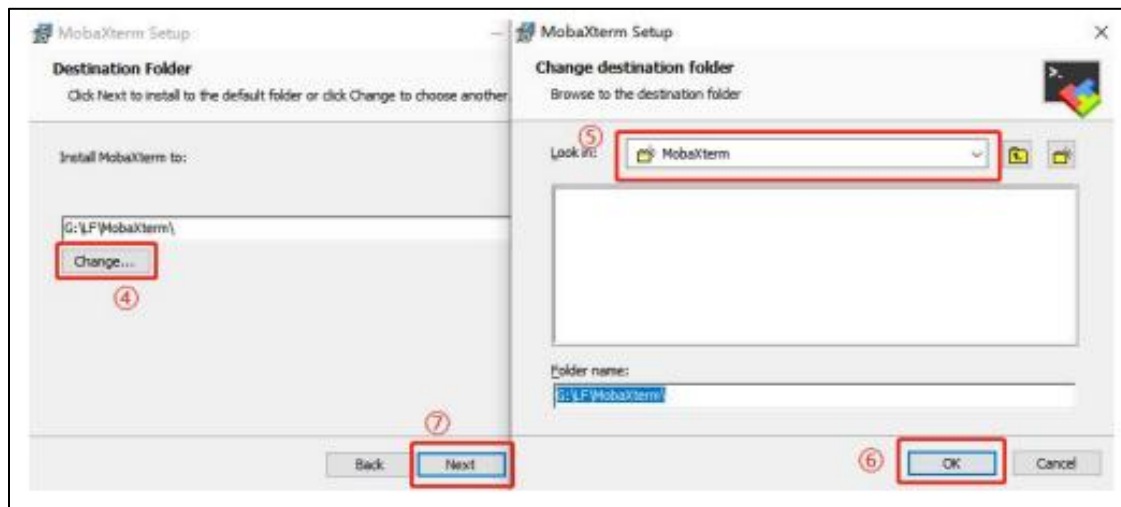 MobaXterm Setup
Destination Folder
Click Next to install to the default folder or click Change to choose another
Install MobaXterm to:
G:\LF\MobaXterm\
Change...
④
⑦
Back
Next
MobaXterm Setup
Change destination folder
Browse to the destination folder
⑤
Look in:
MobaXterm
Folder name:
G:\LF\MobaXterm\
⑥
OK
Cancel